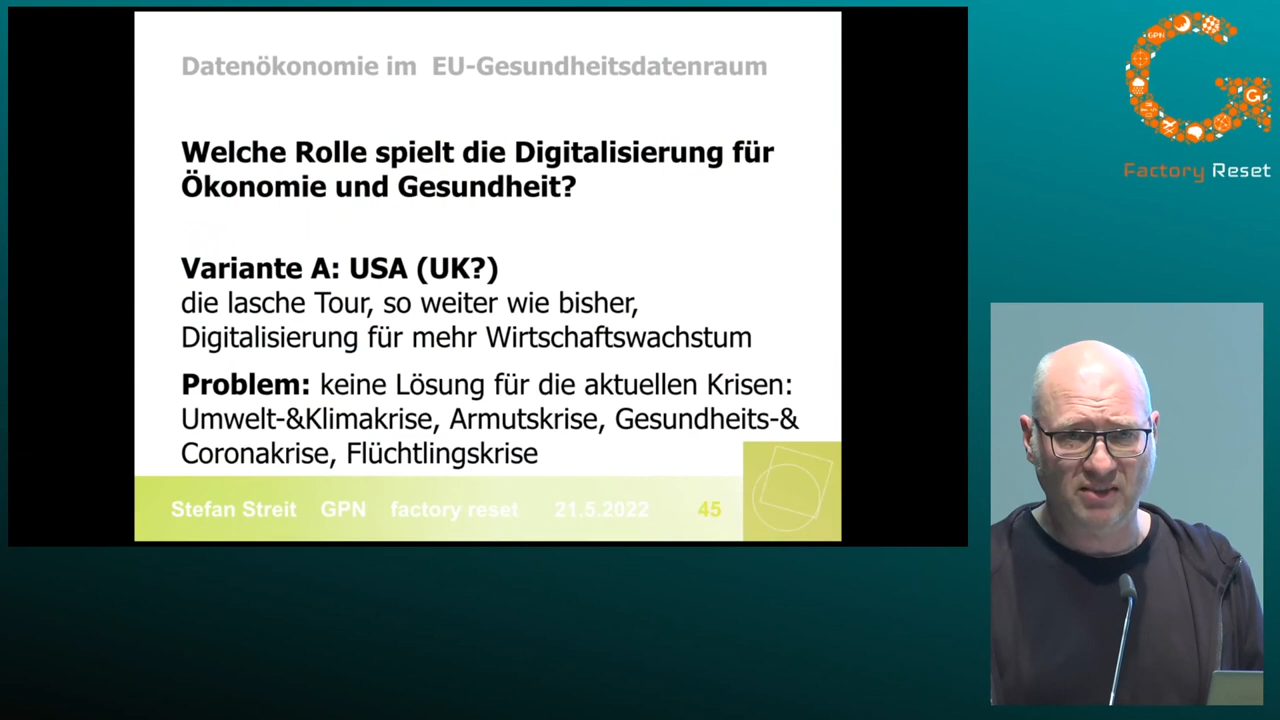 Datenökonomie im EU-Gesundheitsdatenraum
Welche Rolle spielt die Digitalisierung für
Ökonomie und Gesundheit?
Variante A: USA (UK?)
die lasche Tour, so weiter wie bisher,
Digitalisierung für mehr Wirtschaftswachstum
Problem: keine Lösung für die aktuellen Krisen:
Umwelt-&Klimakrise, Armutskrise, Gesundheits-&
Coronakrise, Flüchtlingskrise
Stefan Streit GPN factory reset 21.5.2022 45
GPN
Factory Reset